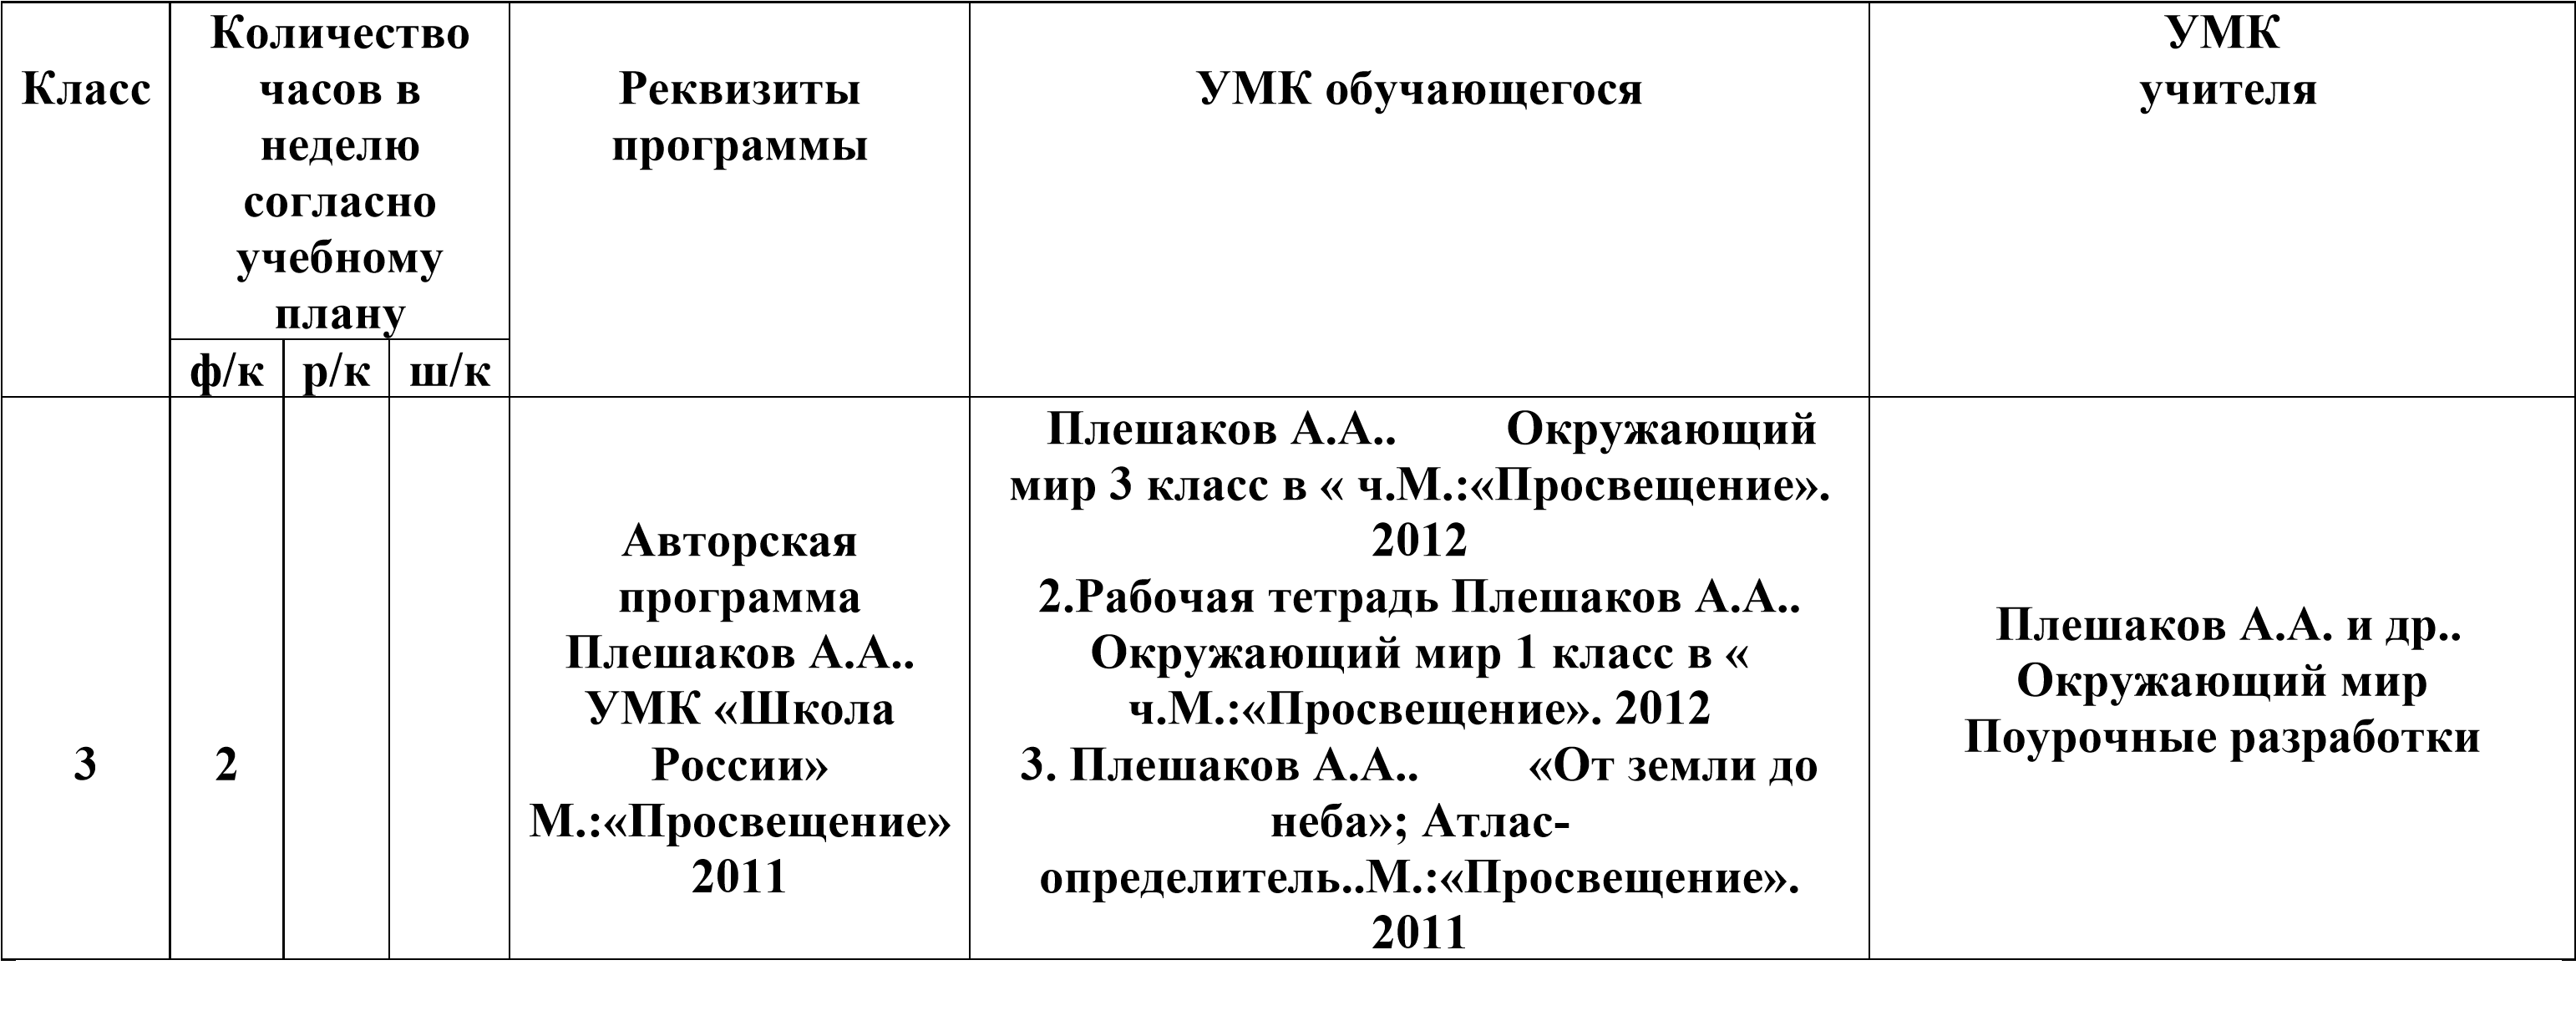 Класс
Количество
часов в
неделю
согласно
учебному
плану
Реквизиты
программы
УМК обучающегося
УМК
учителя
ф/к
р/к
ш/к
3
2
Авторская
программа
Плешаков А.А..
УМК «Школа
России»
М.:«Просвещение»
2011
Плешаков А.А.. Окружающий
мир 3 класс в « ч.М.:«Просвещение».
2012
2.Рабочая тетрадь Плешаков А.А..
Окружающий мир 1 класс в «
ч.М.:«Просвещение». 2012
3. Плешаков А.А.. «От земли до
неба»; Атлас-
определитель..М.:«Просвещение».
2011
Плешаков А.А. и др..
Окружающий мир
Поурочные разработки